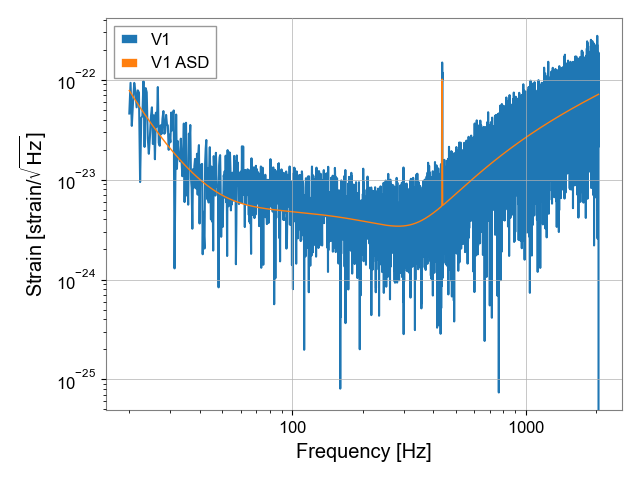 V1
V1 ASD
Strain [strain/√Hz]
10⁻²²
10⁻²³
10⁻²⁴
10⁻²⁵
100
1000
Frequency [Hz]